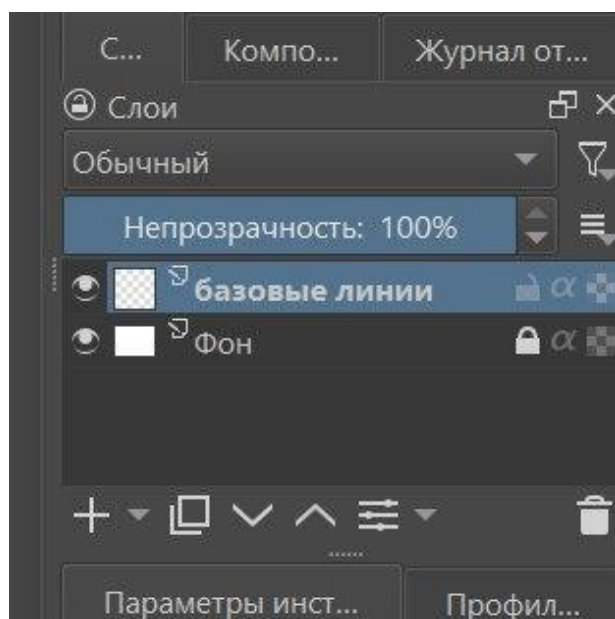 С... Компо... Журнал от...
Слои
Обычный
Непрозрачность: 100%
базовые линии α
Фон α
Параметры инст... Профил...